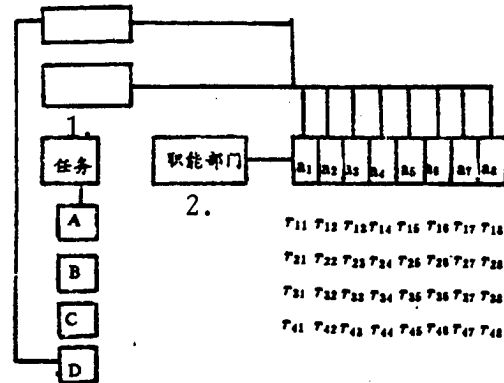 1.
任务
职能部门
a1 a2 a3 a4 a5 a6 a7 a8
2.
A
r11 r12 r13 r14 r15 r16 r17 r18
r21 r22 r23 r24 r25 r26 r27 r28
B
r31 r32 r33 r34 r35 r36 r37 r38
C
r41 r42 r43 r44 r45 r46 r47 r48
D